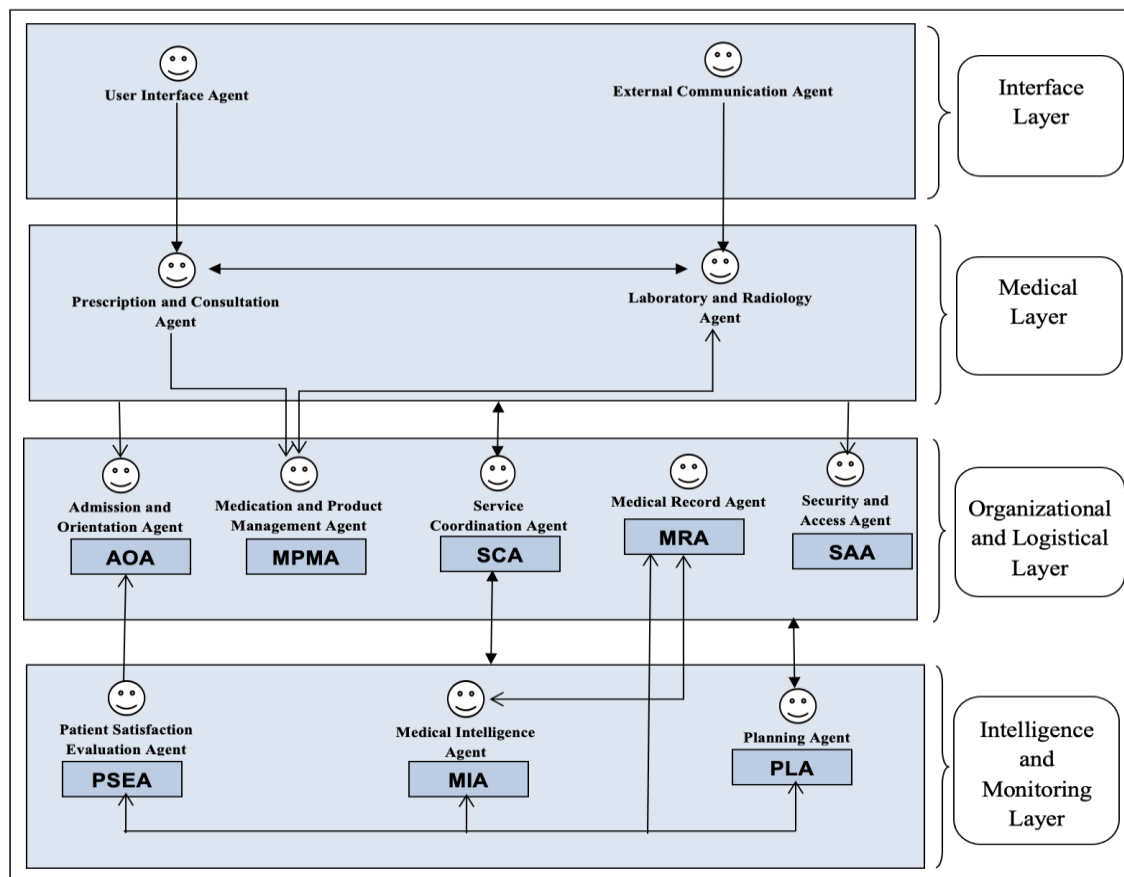 User Interface Agent
External Communication Agent
Interface
Layer
Prescription and Consultation
Agent
Laboratory and Radiology
Agent
Medical
Layer
Admission and
Orientation Agent
AOA
Medication and Product
Management Agent
MPMA
Service
Coordination Agent
SCA
Medical Record Agent
MRA
Security and
Access Agent
SAA
Organizational
and Logistical
Layer
Patient Satisfaction
Evaluation Agent
PSEA
Medical Intelligence
Agent
MIA
Planning Agent
PLA
Intelligence
and
Monitoring
Layer